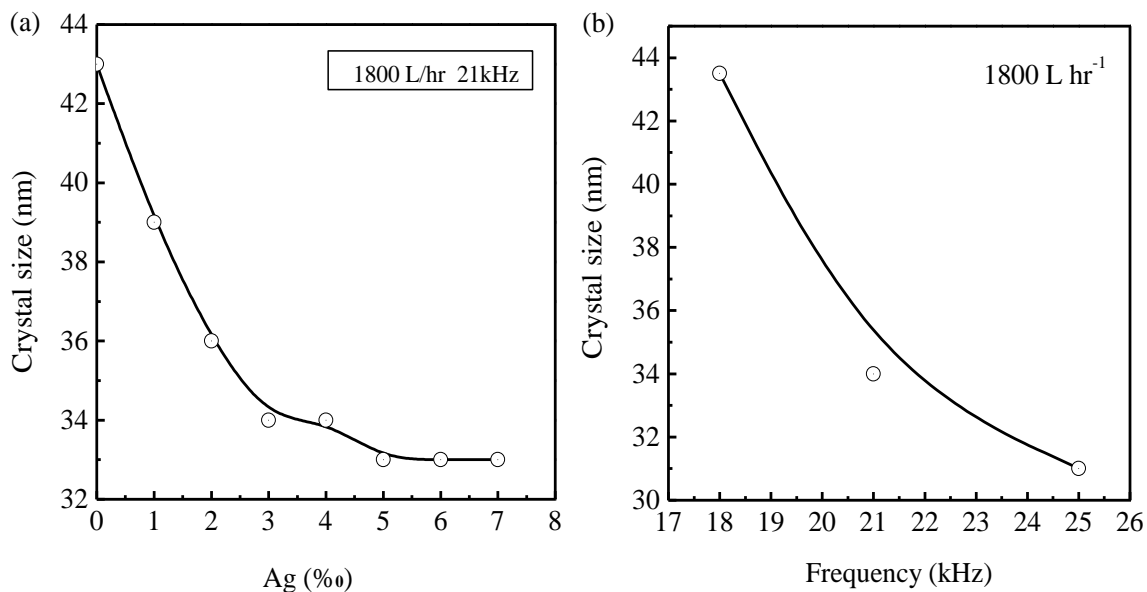 (a)
44
42
40
38
36
34
32
0 1 2 3 4 5 6 7 8
Crystal size (nm)
Ag (‰)
1800 L/hr 21kHz
(b)
44
42
40
38
36
34
32
30
17 18 19 20 21 22 23 24 25 26
Crystal size (nm)
Frequency (kHz)
1800 L hr⁻¹